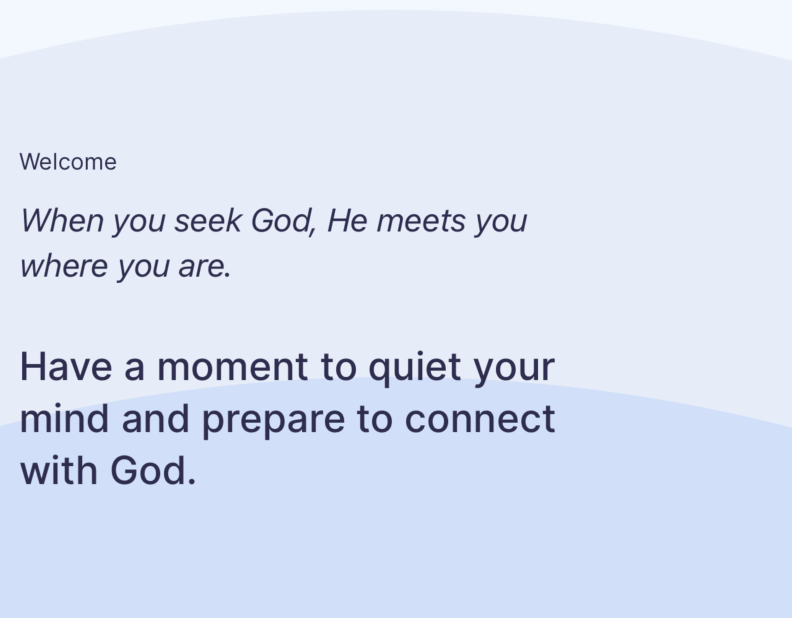 Welcome
When you seek God, He meets you
where you are.
Have a moment to quiet your
mind and prepare to connect
with God.